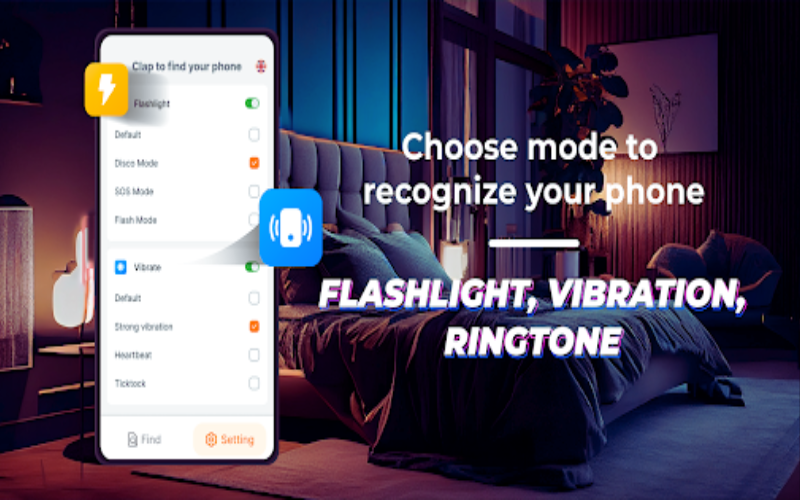 Clap to find your phone
Flashlight
Default
Disco Mode
SOS Mode
Flash Mode
Vibrate
Default
Strong vibration
Heartbeat
Ticktock
Find
Setting
Choose mode to
recognize your phone
FLASHLIGHT, VIBRATION,
RINGTONE